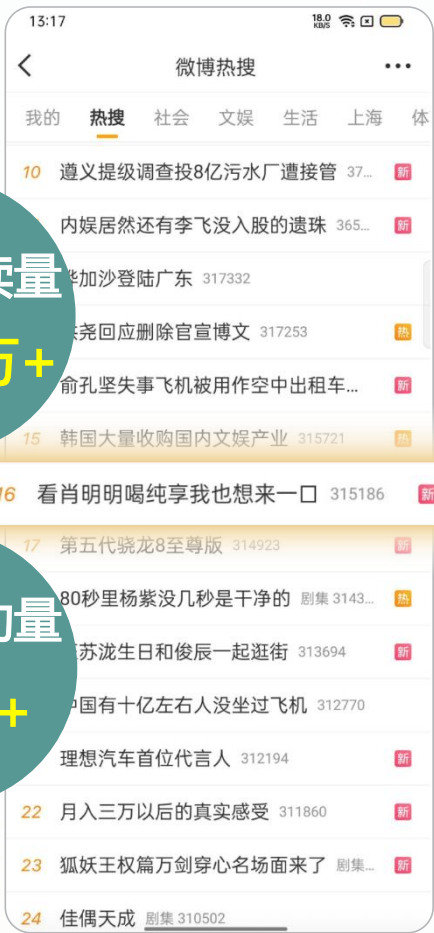 13:17 18.0 KB/S
微博热搜
我的 热搜 社会 文娱 生活 上海 体
10 遵义提级调查投8亿污水厂遭接管 37... 新
内娱居然还有李飞没入股的遗珠 365... 新
量
华加沙登陆广东 317332
尧回应删除官宣博文 317253 热
万+
俞孔坚失事飞机被用作空中出租车... 新
15 韩国大量收购国内文娱产业 315721 热
16 看肖明明喝纯享我也想来一口 315186 新
17 第五代骁龙8至尊版 314923 新
80秒里杨紫没几秒是干净的 剧集 3143... 热
量
苏泷生日和俊辰一起逛街 313694 新
中国有十亿左右人没坐过飞机 312770
+
理想汽车首位代言人 312194 新
22 月入三万以后的真实感受 311860 新
23 狐妖王权篇万剑穿心名场面来了 剧集... 新
24 佳偶天成 剧集 310502